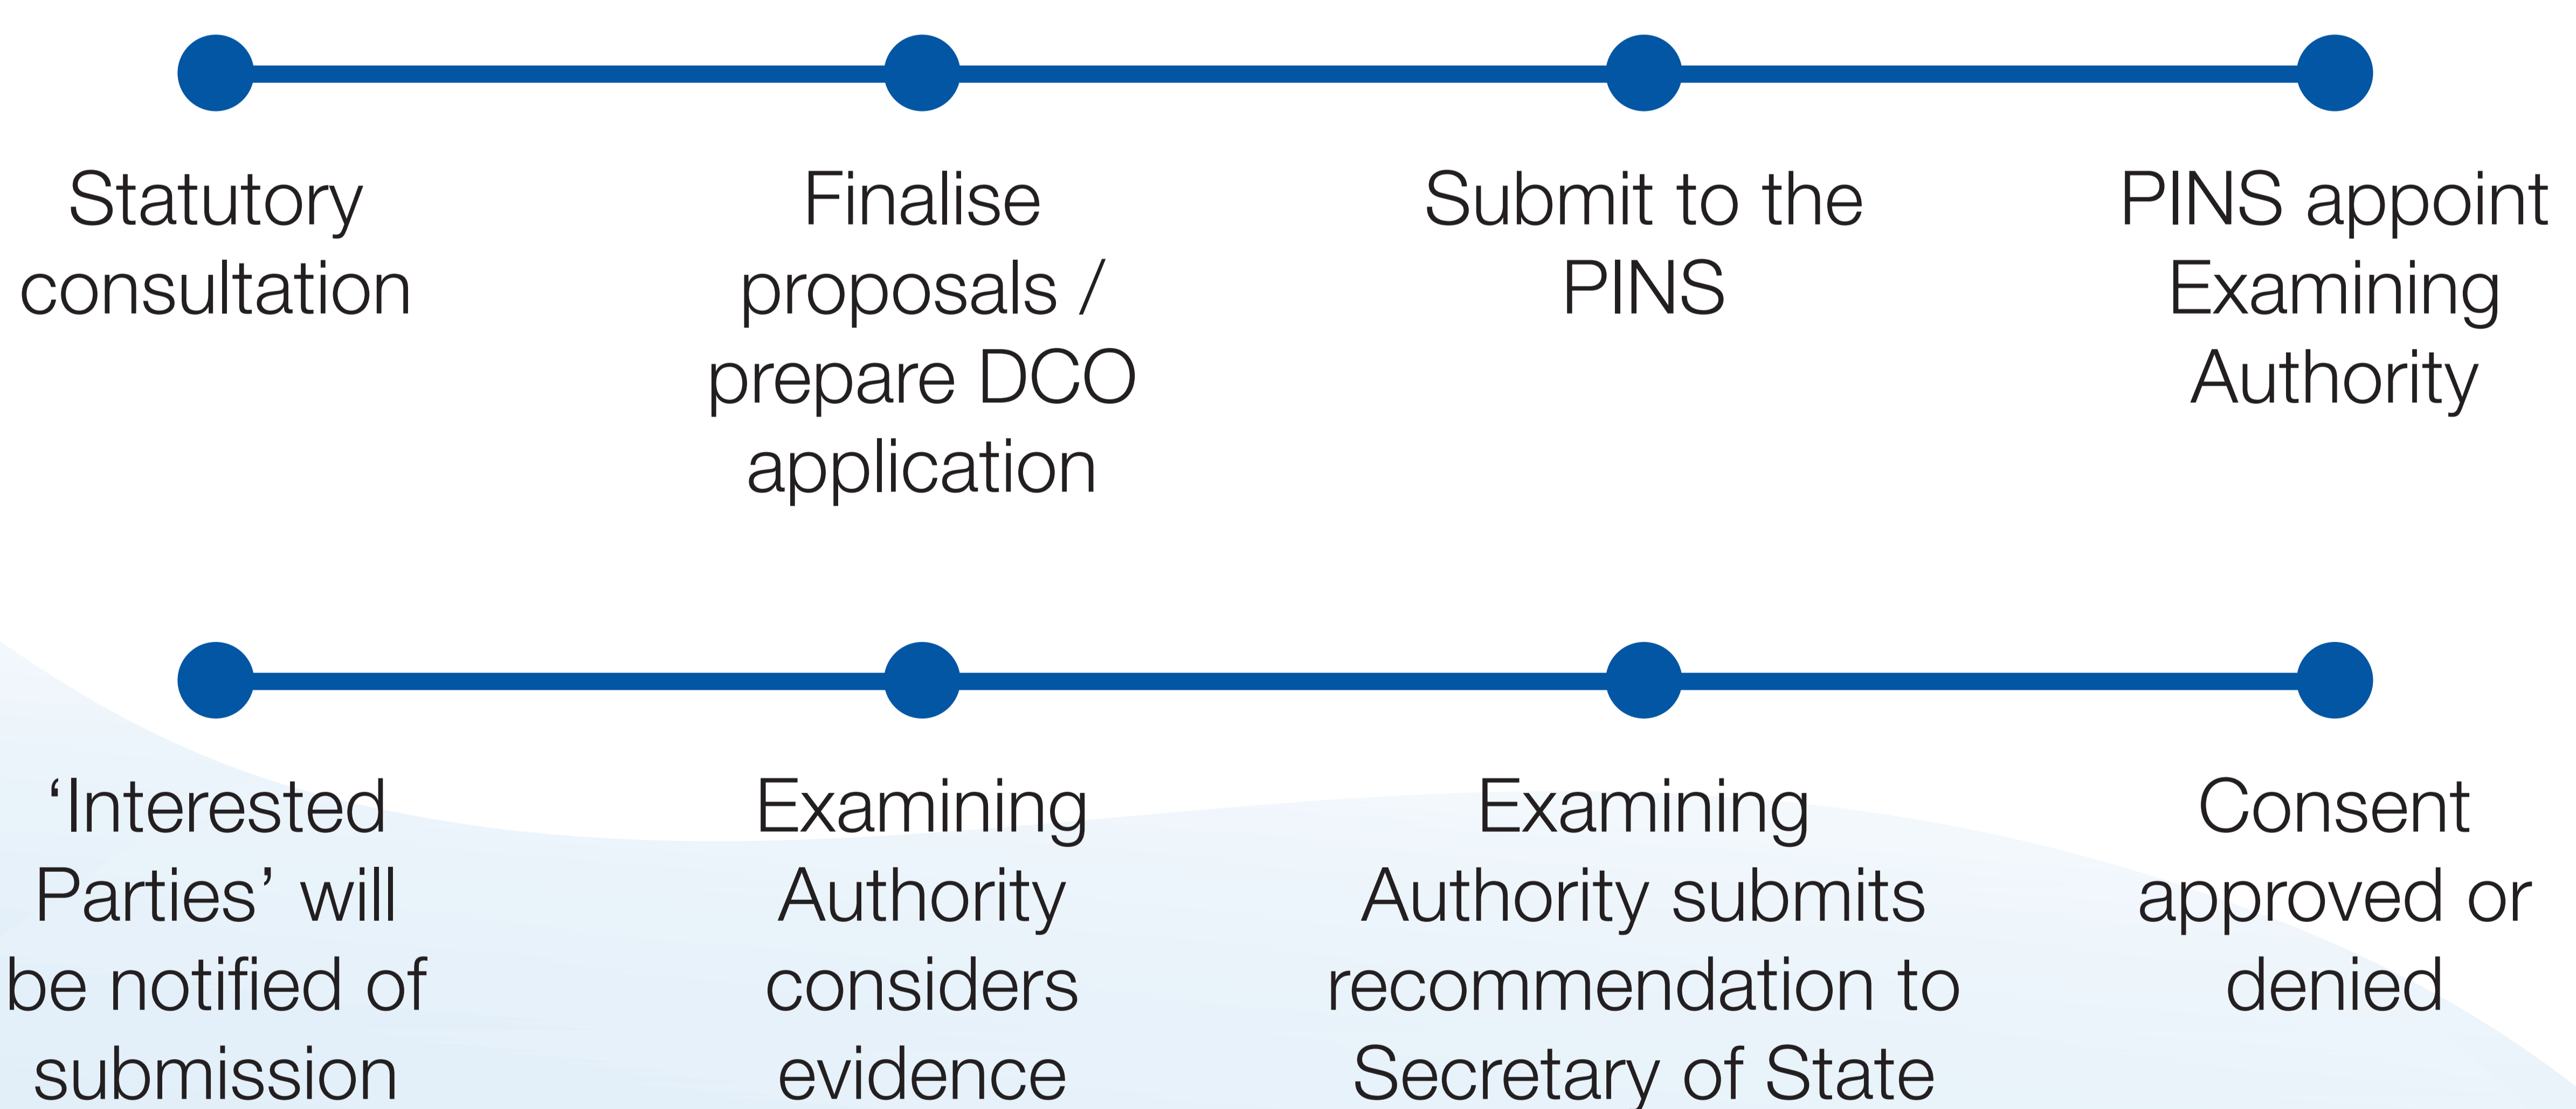 Statutory
consultation
Finalise
proposals /
prepare DCO
application
Submit to the
PINS
PINS appoint
Examining
Authority
‘Interested
Parties’ will
be notified of
submission
Examining
Authority
considers
evidence
Examining
Authority submits
recommendation to
Secretary of State
Consent
approved or
denied